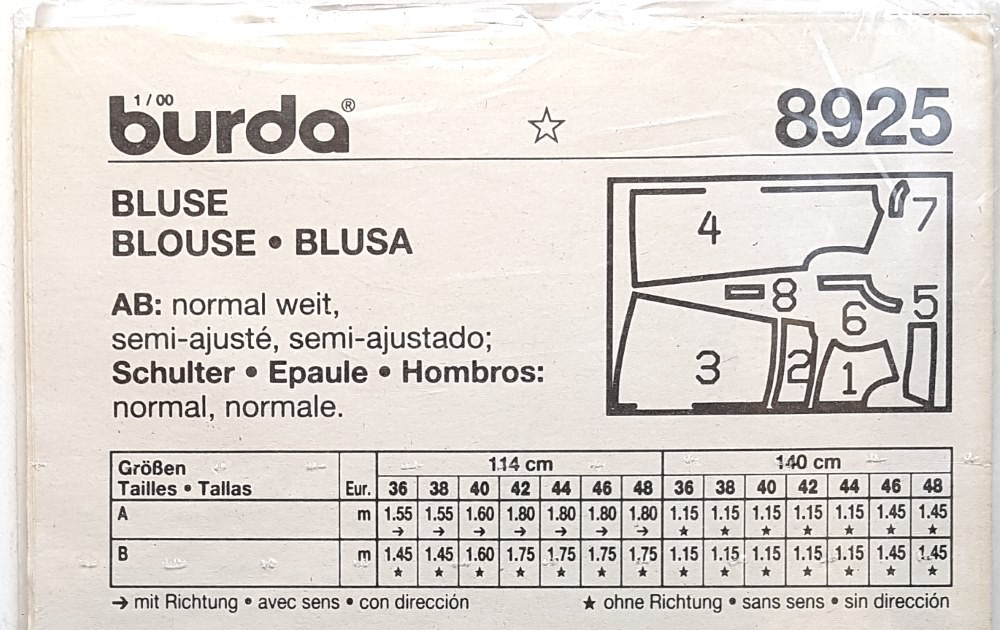 1/00
burda® ☆ 8925
BLUSE
BLOUSE • BLUSA
AB: normal weit,
semi-ajusté, semi-ajustado;
Schulter • Epaule • Hombros:
normal, normale.
4 7
8 6 5
3 2 1
Größen 114 cm 140 cm
Tailles • Tallas Eur. 36 38 40 42 44 46 48 36 38 40 42 44 46 48
A m 1.55 1.55 1.60 1.80 1.80 1.80 1.80 1.15 1.15 1.15 1.15 1.15 1.45 1.45
→ → → → → → → ★ ★ ★ ★ ★ ★ ★
B m 1.45 1.45 1.60 1.75 1.75 1.75 1.75 1.15 1.15 1.15 1.15 1.15 1.45 1.45
★ ★ ★ ★ ★ ★ ★ ★ ★ ★ ★ ★ ★ ★
→ mit Richtung • avec sens • con dirección ★ ohne Richtung • sans sens • sin dirección